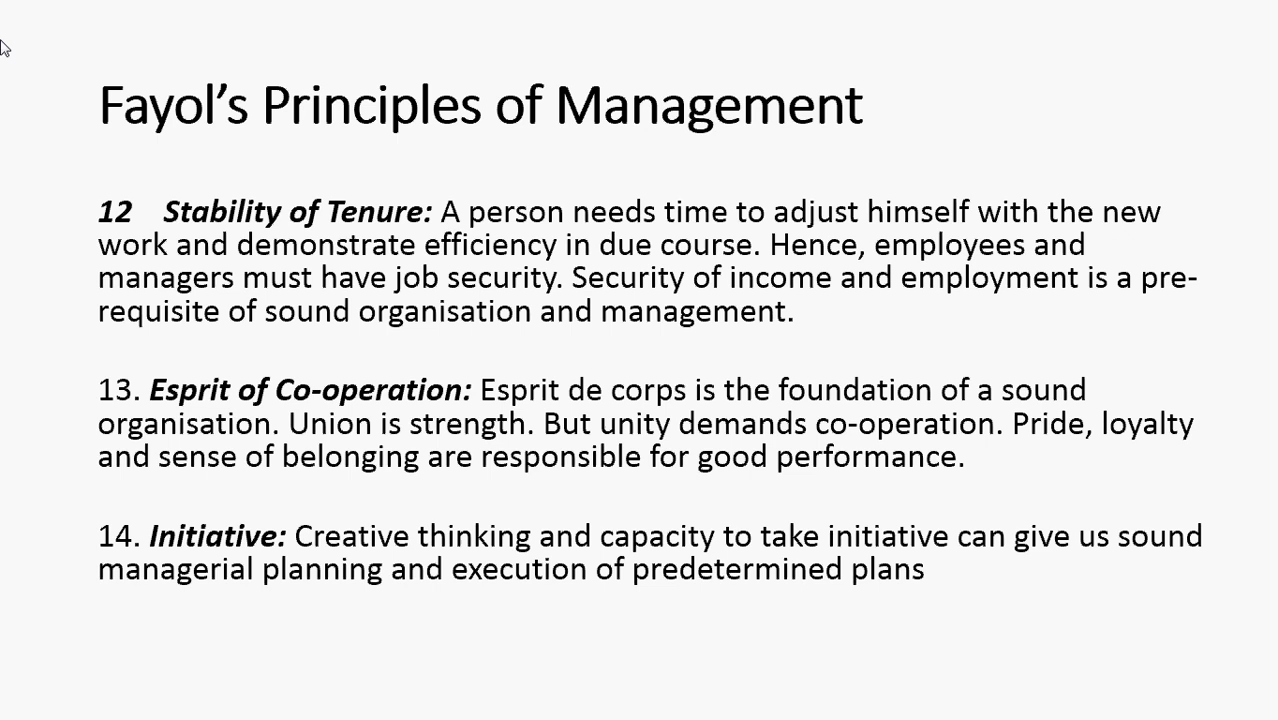 Fayol’s Principles of Management
12 Stability of Tenure: A person needs time to adjust himself with the new
work and demonstrate efficiency in due course. Hence, employees and
managers must have job security. Security of income and employment is a pre-
requisite of sound organisation and management.
13. Esprit of Co-operation: Esprit de corps is the foundation of a sound
organisation. Union is strength. But unity demands co-operation. Pride, loyalty
and sense of belonging are responsible for good performance.
14. Initiative: Creative thinking and capacity to take initiative can give us sound
managerial planning and execution of predetermined plans